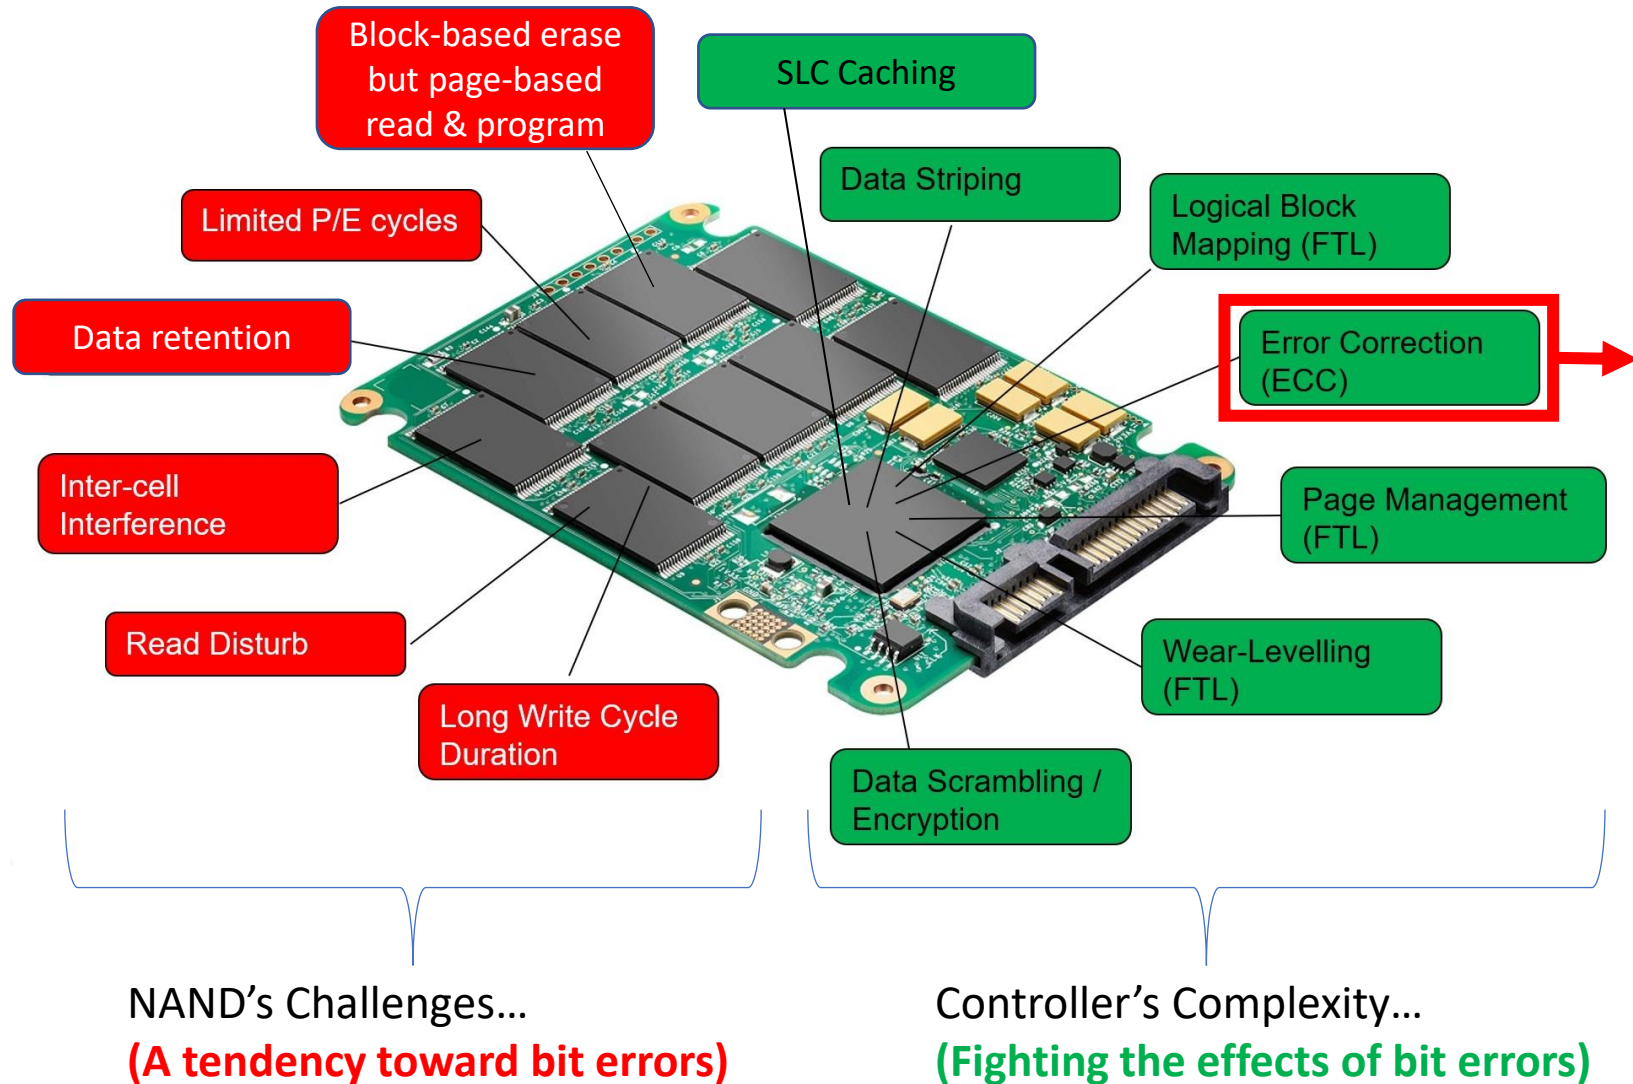 Block-based erase
but page-based
read & program
SLC Caching
Data Striping
Logical Block
Mapping (FTL)
Limited P/E cycles
Data retention
Error Correction
(ECC)
Inter-cell
Interference
Page Management
(FTL)
Read Disturb
Wear-Levelling
(FTL)
Long Write Cycle
Duration
Data Scrambling /
Encryption
NAND’s Challenges...
(A tendency toward bit errors)
Controller’s Complexity...
(Fighting the effects of bit errors)